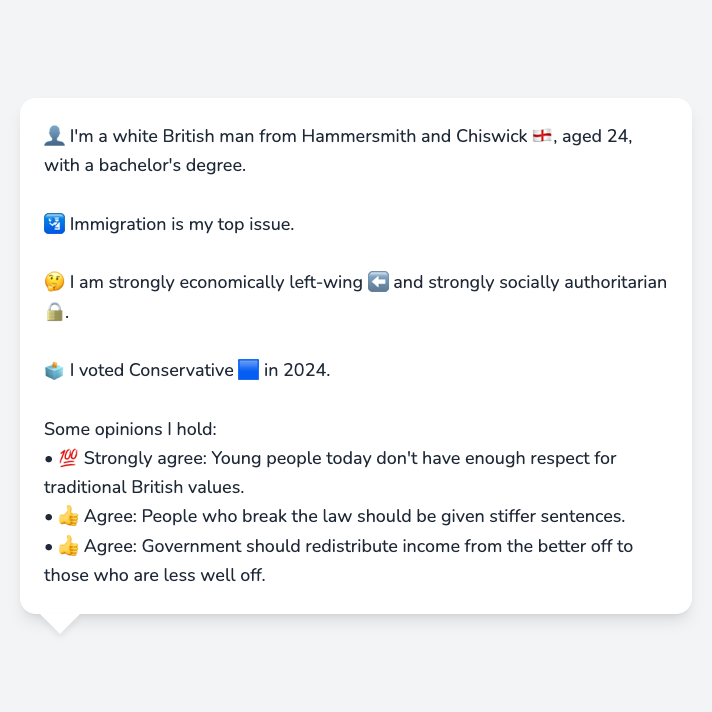 👤 I'm a white British man from Hammersmith and Chiswick 🏴󠁧󠁢󠁥󠁮󠁧󠁿, aged 24,
with a bachelor's degree.
🛂 Immigration is my top issue.
🤔 I am strongly economically left-wing ⬅️ and strongly socially authoritarian
🔒.
🗳️ I voted Conservative 🟦 in 2024.
Some opinions I hold:
• 💯 Strongly agree: Young people today don't have enough respect for
traditional British values.
• 👍 Agree: People who break the law should be given stiffer sentences.
• 👍 Agree: Government should redistribute income from the better off to
those who are less well off.